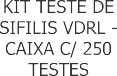 KIT TESTE DE
SIFILIS VDRL -
CAIXA C/ 250
TESTES